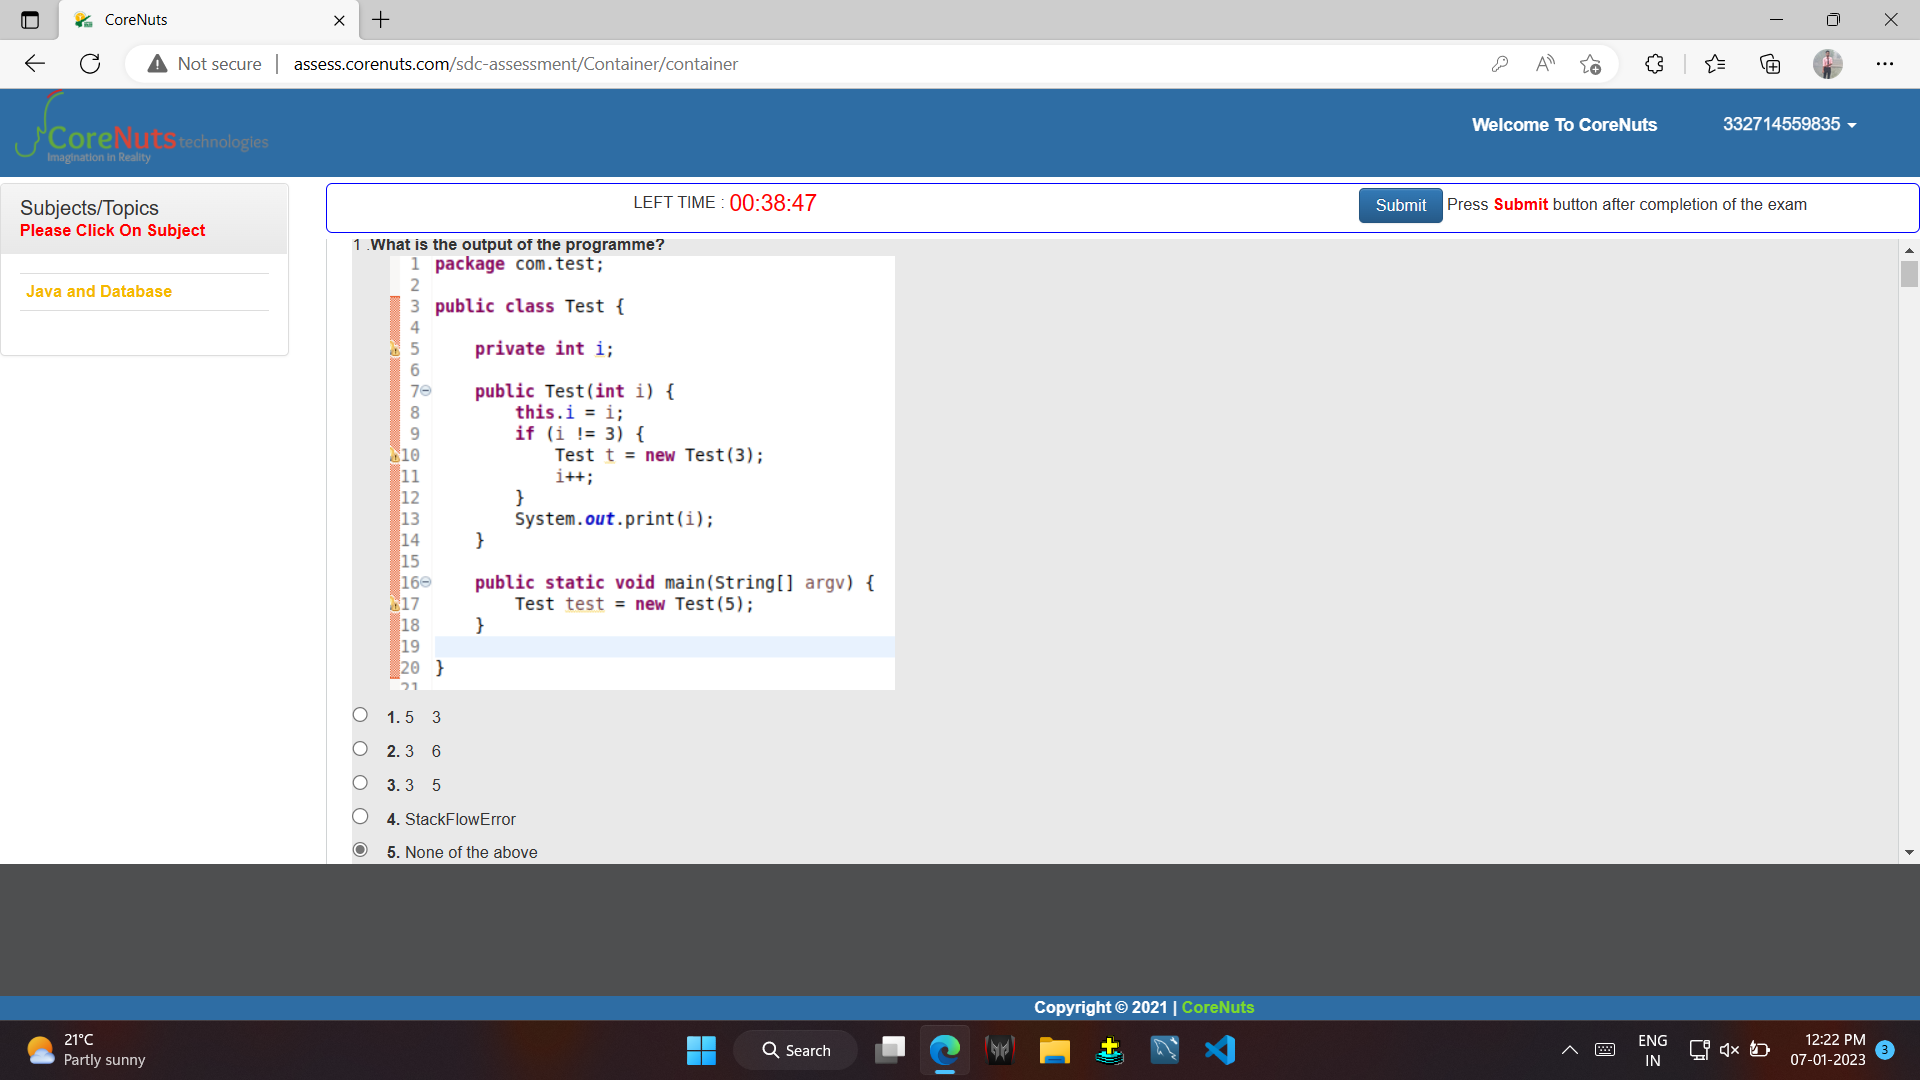 CoreNuts
Not secure
assess.corenuts.com/sdc-assessment/Container/container
CoreNuts technologies
Imagination in Reality
Welcome To CoreNuts
332714559835
Subjects/Topics
Please Click On Subject
Java and Database
LEFT TIME : 00:38:47
Submit Press Submit button after completion of the exam
1 .What is the output of the programme?
1 package com.test;
2
3 public class Test {
4
5 private int i;
6
7 public Test(int i) {
8 this.i = i;
9 if (i != 3) {
10 Test t = new Test(3);
11 i++;
12 }
13 System.out.print(i);
14 }
15
16 public static void main(String[] argv) {
17 Test test = new Test(5);
18 }
19
20 }
21
1. 5 3
2. 3 6
3. 3 5
4. StackFlowError
5. None of the above
Copyright © 2021 | CoreNuts
21°C
Partly sunny
Search
ENG
IN
12:22 PM
07-01-2023
3